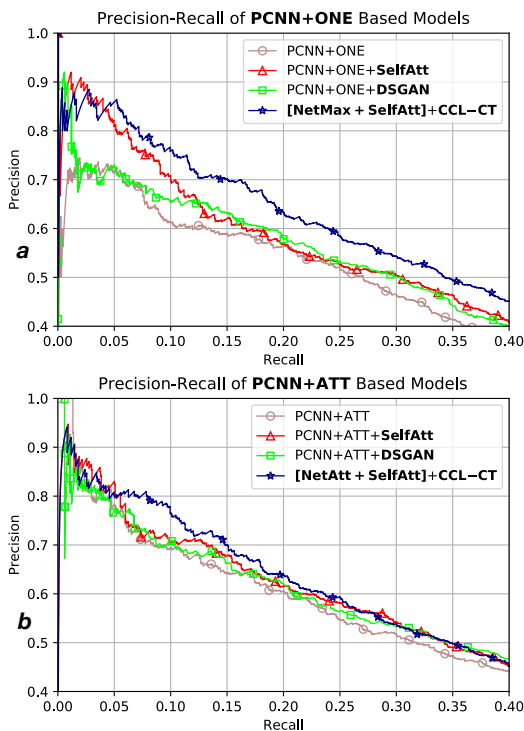 Precision-Recall of PCNN+ONE Based Models
PCNN+ONE
PCNN+ONE+SelfAtt
PCNN+ONE+DSGAN
[NetMax + SelfAtt]+CCL−CT
1.0
0.9
0.8
0.7
0.6
0.5
0.4
Precision
a
0.00 0.05 0.10 0.15 0.20 0.25 0.30 0.35 0.40
Recall
Precision-Recall of PCNN+ATT Based Models
PCNN+ATT
PCNN+ATT+SelfAtt
PCNN+ATT+DSGAN
[NetAtt + SelfAtt]+CCL−CT
1.0
0.9
0.8
0.7
0.6
0.5
0.4
Precision
b
0.00 0.05 0.10 0.15 0.20 0.25 0.30 0.35 0.40
Recall